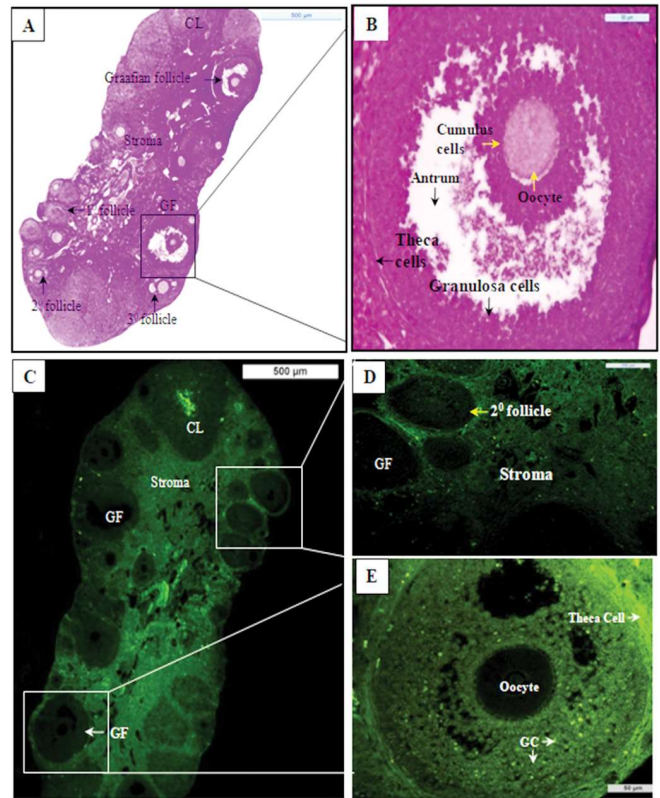 A
500 µm
CL
Graafian follicle
Stroma
GF
1° follicle
2° follicle
3° follicle
B
Cumulus
cells
Oocyte
Antrum
Theca
cells
Granulosa cells
C
500 µm
CL
Stroma
GF
GF
D
2⁰ follicle
GF
Stroma
E
Theca Cell
Oocyte
GC
50 µm